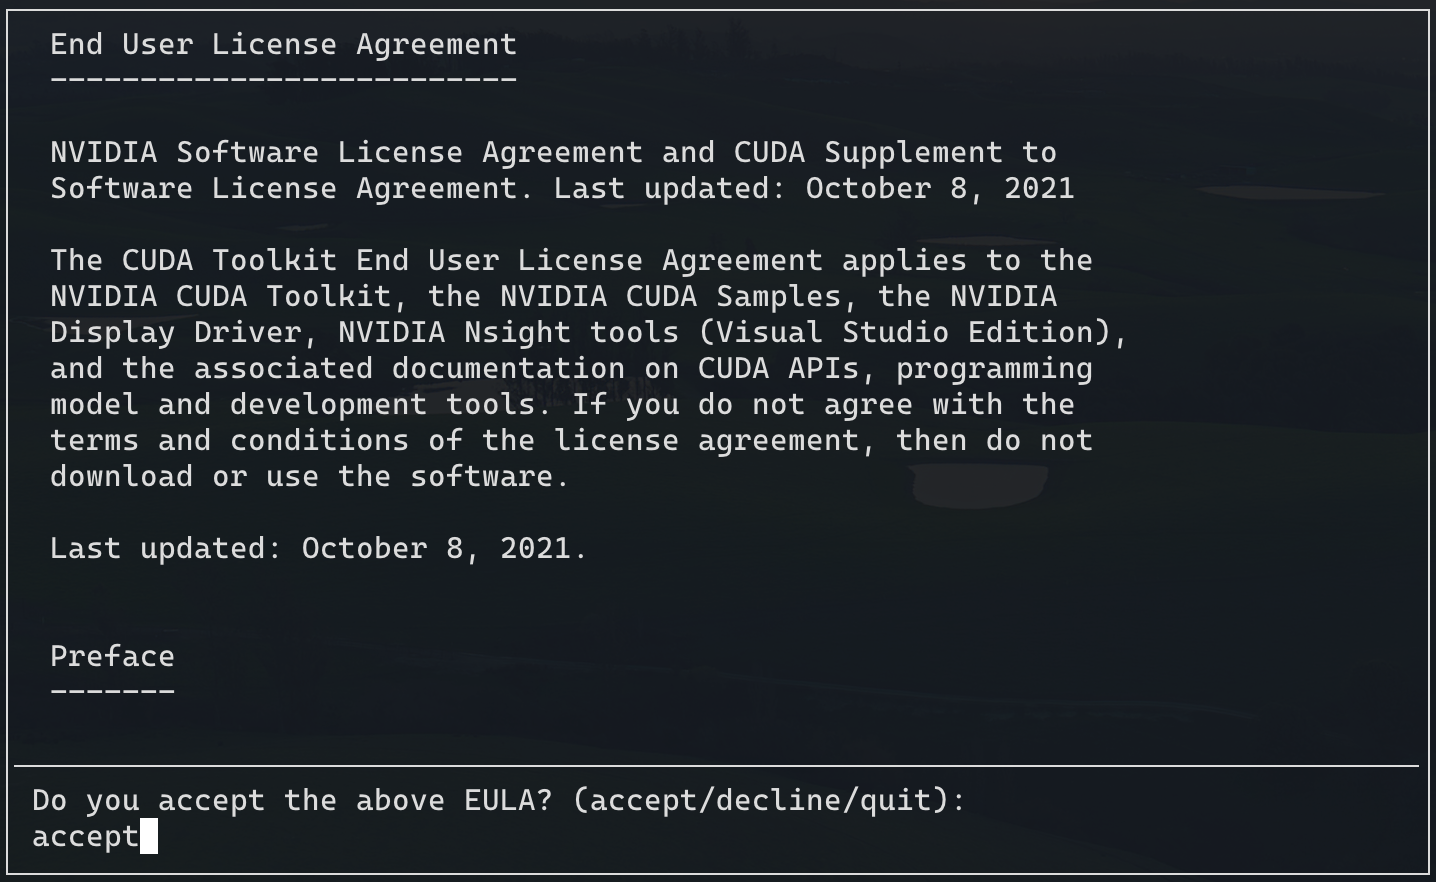 End User License Agreement
--------------------------
NVIDIA Software License Agreement and CUDA Supplement to
Software License Agreement. Last updated: October 8, 2021
The CUDA Toolkit End User License Agreement applies to the
NVIDIA CUDA Toolkit, the NVIDIA CUDA Samples, the NVIDIA
Display Driver, NVIDIA Nsight tools (Visual Studio Edition),
and the associated documentation on CUDA APIs, programming
model and development tools. If you do not agree with the
terms and conditions of the license agreement, then do not
download or use the software.
Last updated: October 8, 2021.
Preface
-------
Do you accept the above EULA? (accept/decline/quit):
accept